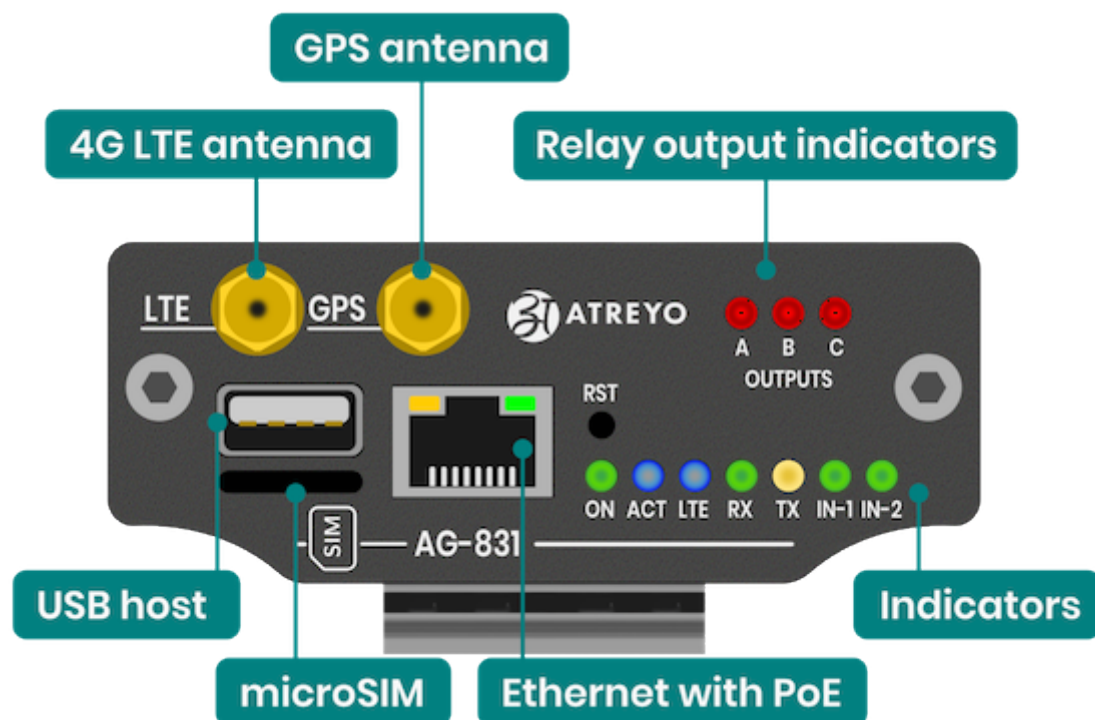 GPS antenna
4G LTE antenna
Relay output indicators
LTE
GPS
ATREYO
A B C
OUTPUTS
RST
ON ACT LTE RX TX IN-1 IN-2
SIM
AG-831
USB host
Indicators
microSIM
Ethernet with PoE